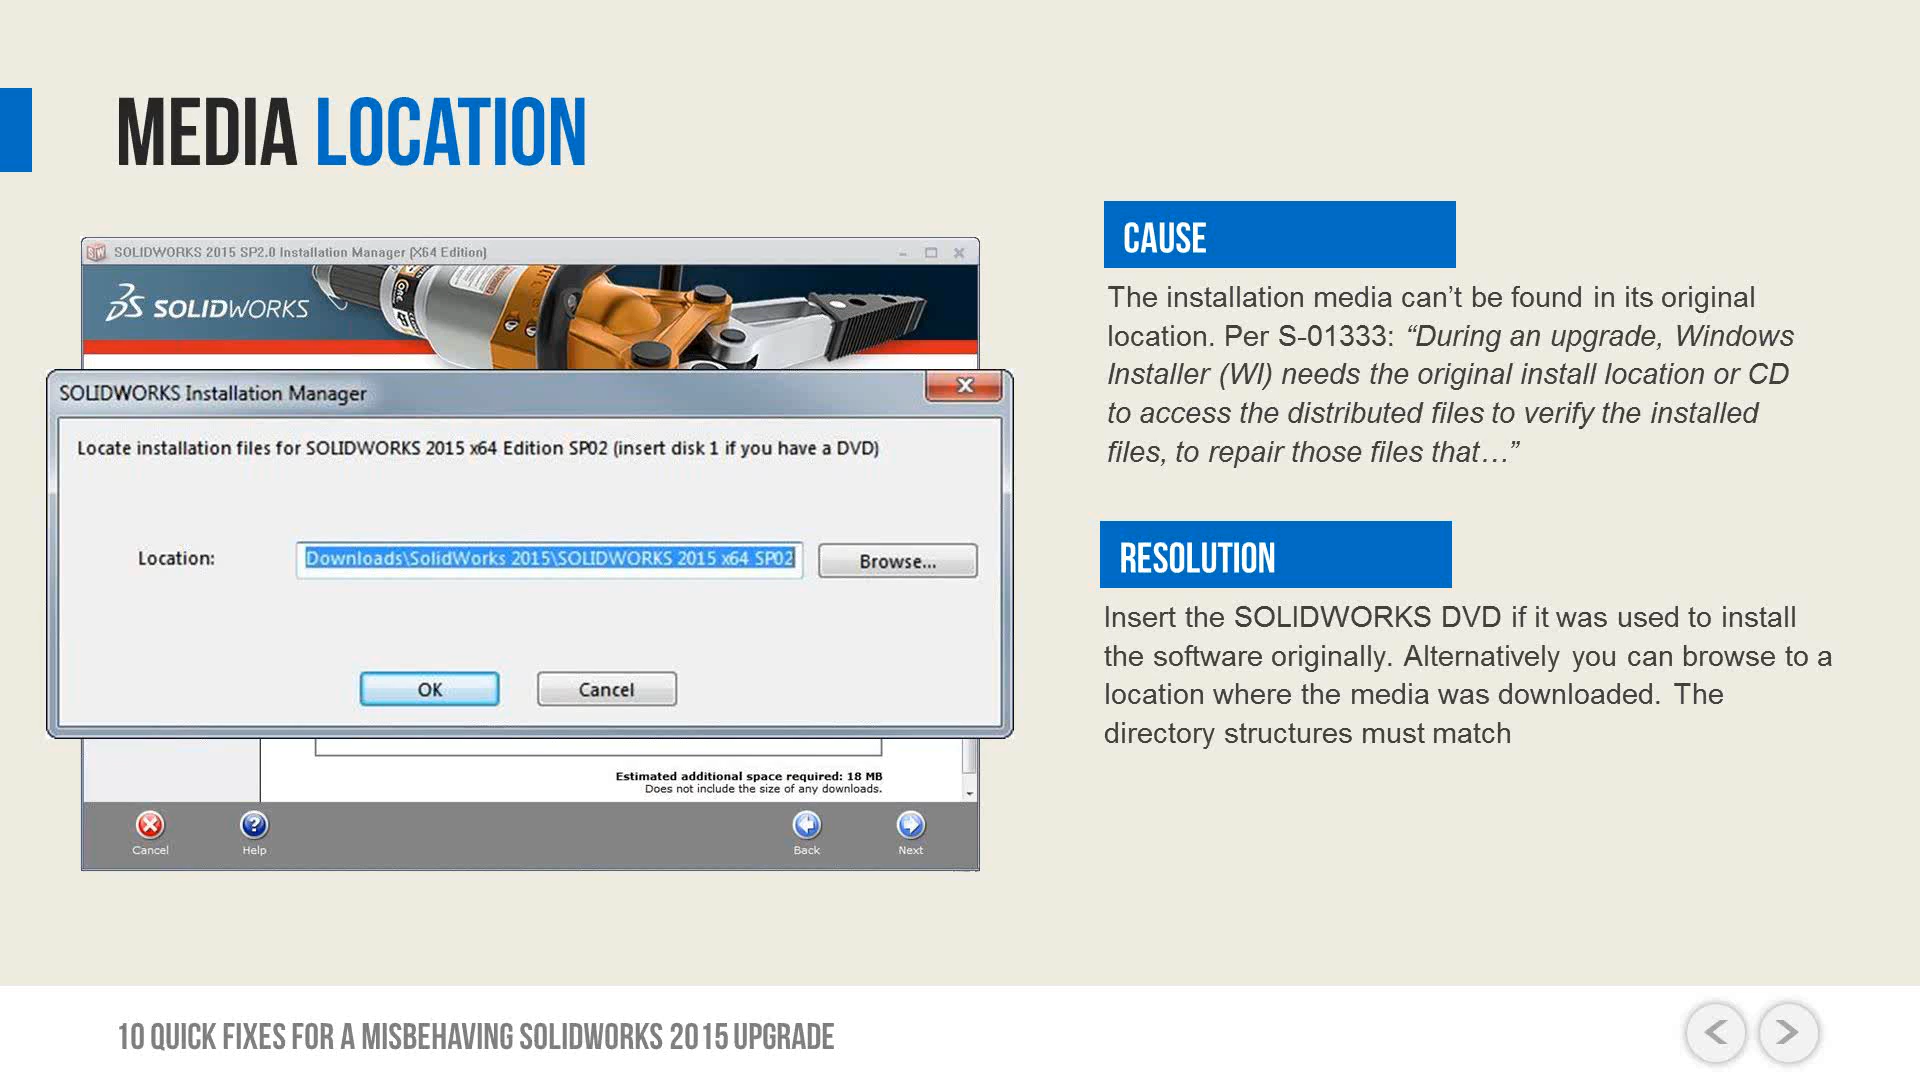 MEDIA LOCATION
SOLIDWORKS 2015 SP2.0 Installation Manager (X64 Edition)
SOLIDWORKS
SOLIDWORKS Installation Manager
Locate installation files for SOLIDWORKS 2015 x64 Edition SP02 (insert disk 1 if you have a DVD)
Location:
Downloads\SolidWorks 2015\SOLIDWORKS 2015 x64 SP02
Browse...
OK
Cancel
Estimated additional space required: 18 MB
Does not include the size of any downloads.
Cancel
Help
Back
Next
CAUSE
The installation media can’t be found in its original
location. Per S-01333: “During an upgrade, Windows
Installer (WI) needs the original install location or CD
to access the distributed files to verify the installed
files, to repair those files that…”
RESOLUTION
Insert the SOLIDWORKS DVD if it was used to install
the software originally. Alternatively you can browse to a
location where the media was downloaded. The
directory structures must match
10 QUICK FIXES FOR A MISBEHAVING SOLIDWORKS 2015 UPGRADE